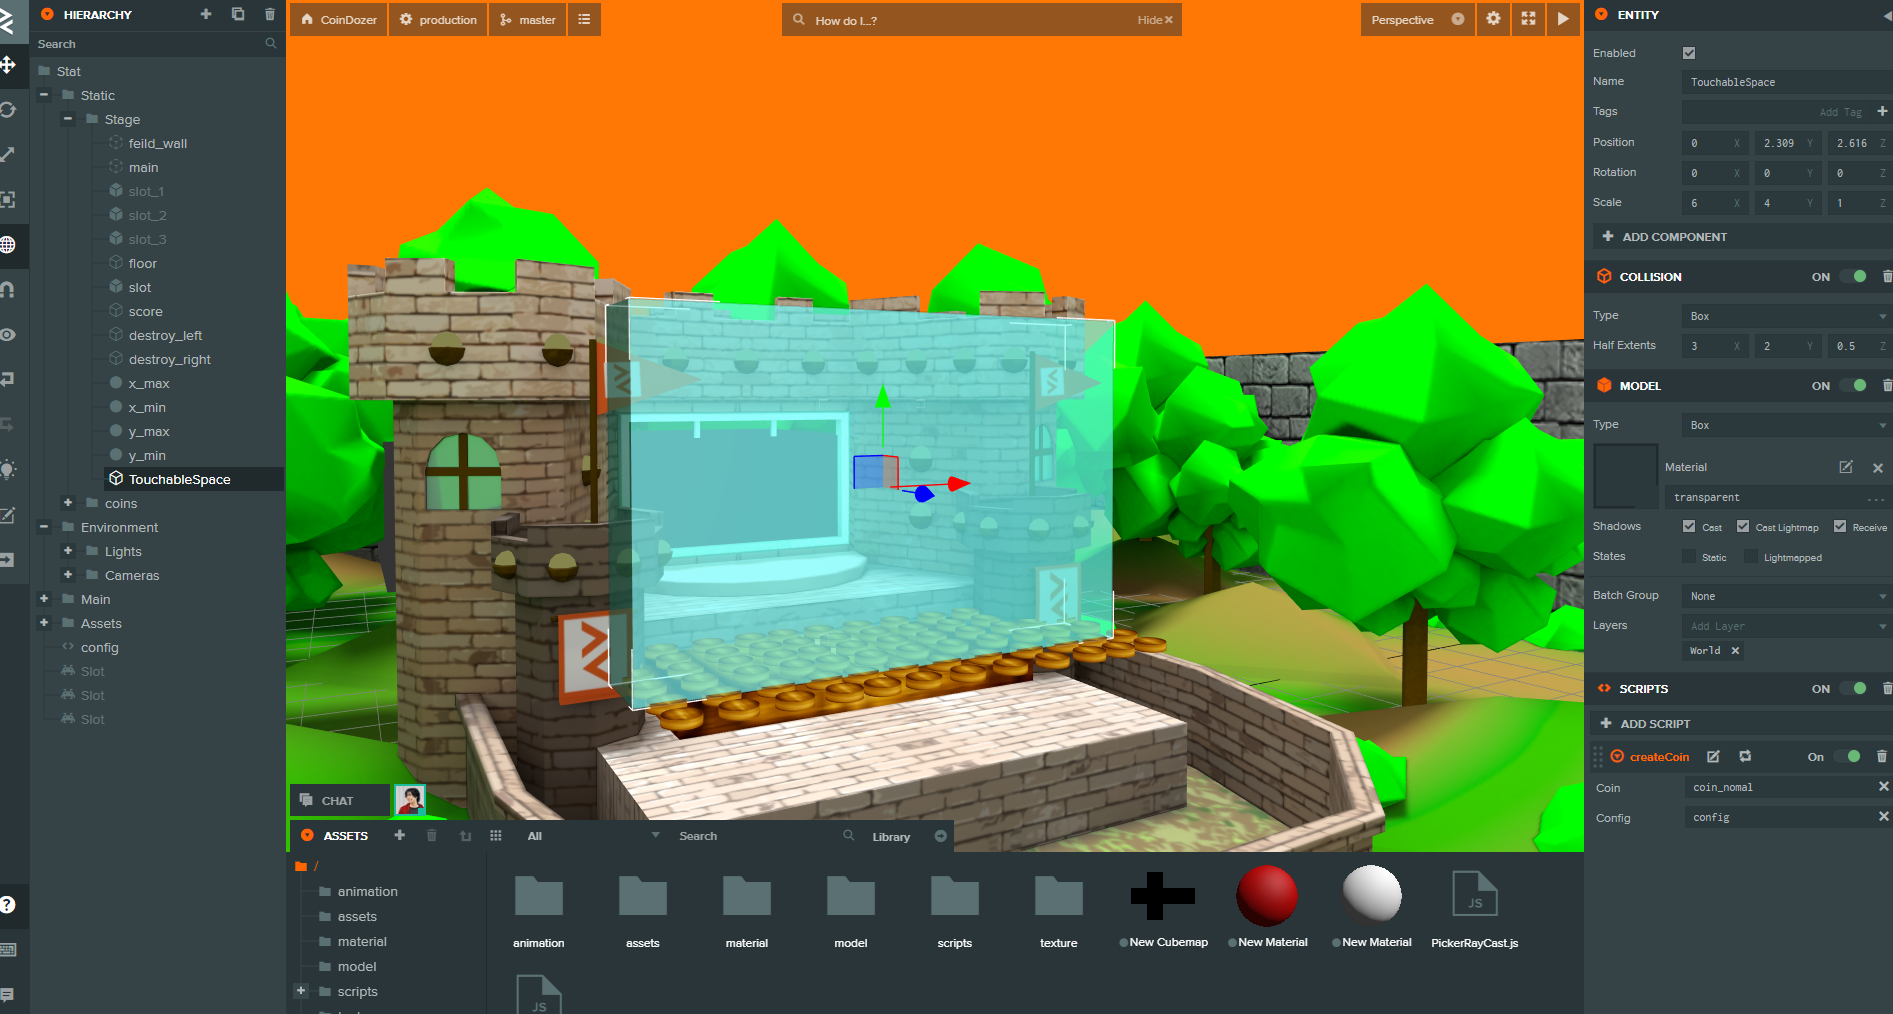 HIERARCHY
Search
Stat
Static
Stage
feild_wall
main
slot_1
slot_2
slot_3
floor
slot
score
destroy_left
destroy_right
x_max
x_min
y_max
y_min
TouchableSpace
coins
Environment
Lights
Cameras
Main
Assets
config
Slot
Slot
Slot
CoinDozer
production
master
How do I...?
Hide
Perspective
CHAT
ASSETS
All
Search
Library
/
animation
assets
material
model
scripts
animation
assets
material
model
scripts
texture
New Cubemap
New Material
New Material
JS
PickerRayCast.js
JS
ENTITY
Enabled
Name TouchableSpace
Tags Add Tag
Position 0 X 2.309 Y 2.616 Z
Rotation 0 X 0 Y 0 Z
Scale 6 X 4 Y 1 Z
ADD COMPONENT
COLLISION ON
Type Box
Half Extents 3 X 2 Y 0.5 Z
MODEL ON
Type Box
Material
transparent ...
Shadows Cast Cast Lightmap Receive
States Static Lightmapped
Batch Group None
Layers Add Layer
World
SCRIPTS ON
ADD SCRIPT
createCoin On
Coin coin_nomal
Config config